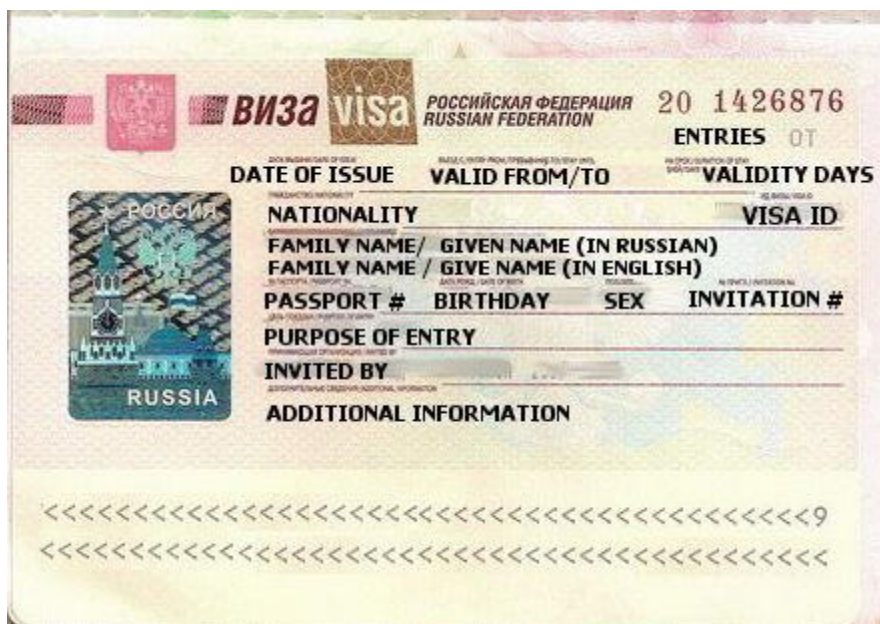 ВИЗА visa РОССИЙСКАЯ ФЕДЕРАЦИЯ 20 1426876
RUSSIAN FEDERATION
ENTRIES ОТ
DATE OF ISSUE VALID FROM/TO VALIDITY DAYS
РОССИЯ
NATIONALITY VISA ID
FAMILY NAME/ GIVEN NAME (IN RUSSIAN)
FAMILY NAME / GIVE NAME (IN ENGLISH)
PASSPORT # BIRTHDAY SEX INVITATION #
PURPOSE OF ENTRY
INVITED BY
RUSSIA
ADDITIONAL INFORMATION
<<<<<<<<<<<<<<<<<<<<<<<<<<<<<<<<<<<<<<<<<<<9
<<<<<<<<<<<<<<<<<<<<<<<<<<<<<<<<<<<<<<<<<<<<